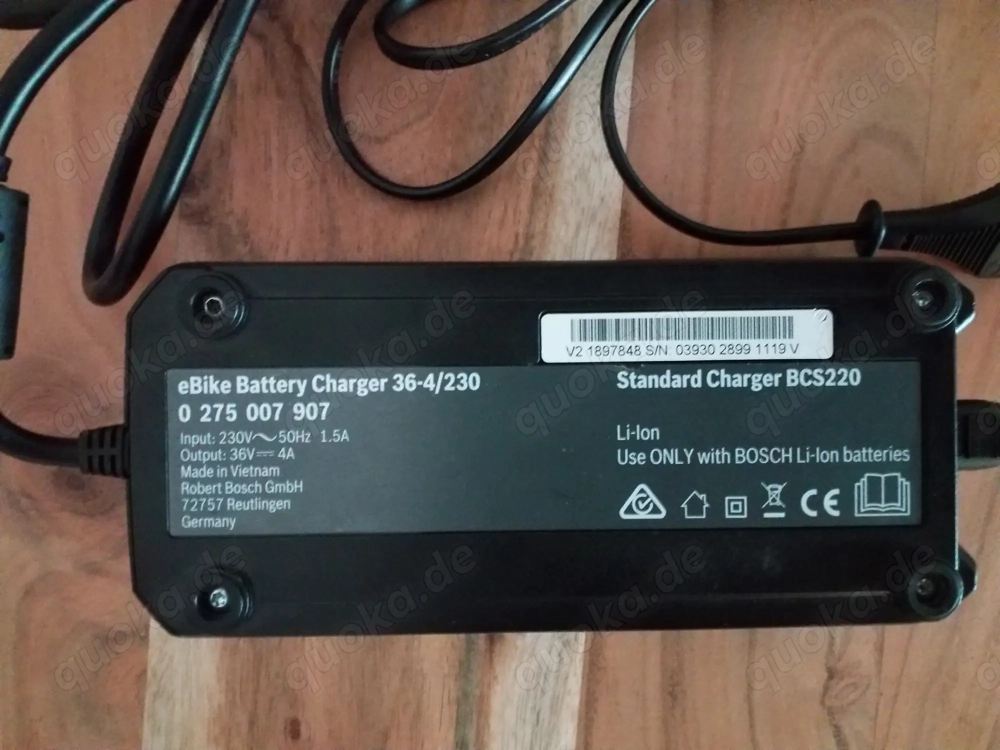 V2 1897848 S/N 03930 2899 1119 V
eBike Battery Charger 36-4/230
0 275 007 907
Input: 230V~50Hz 1.5A
Output: 36V⎓4A
Made in Vietnam
Robert Bosch GmbH
72757 Reutlingen
Germany
Standard Charger BCS220
Li-Ion
Use ONLY with BOSCH Li-Ion batteries
CE
quoka.de